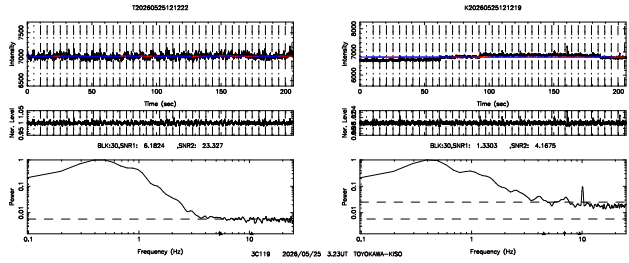 T20260525121222
K20260525121219
Intensity
6500 7000 7500
0 50 100 150 200
Time (sec)
Intensity
6000 7000 8000
0 50 100 150 200
Time (sec)
Nor. Level
0.95 1.05
Nor. Level
BLK:30,SNR1: 6.1824 ,SNR2: 23.327
BLK:30,SNR1: 1.3303 ,SNR2: 4.1675
Power
0.01 0.1 1
0.1 1 10
Frequency (Hz)
Power
0.01 0.1 1
0.1 1 10
Frequency (Hz)
3C119 2026/05/25 3.23UT TOYOKAWA-KISO